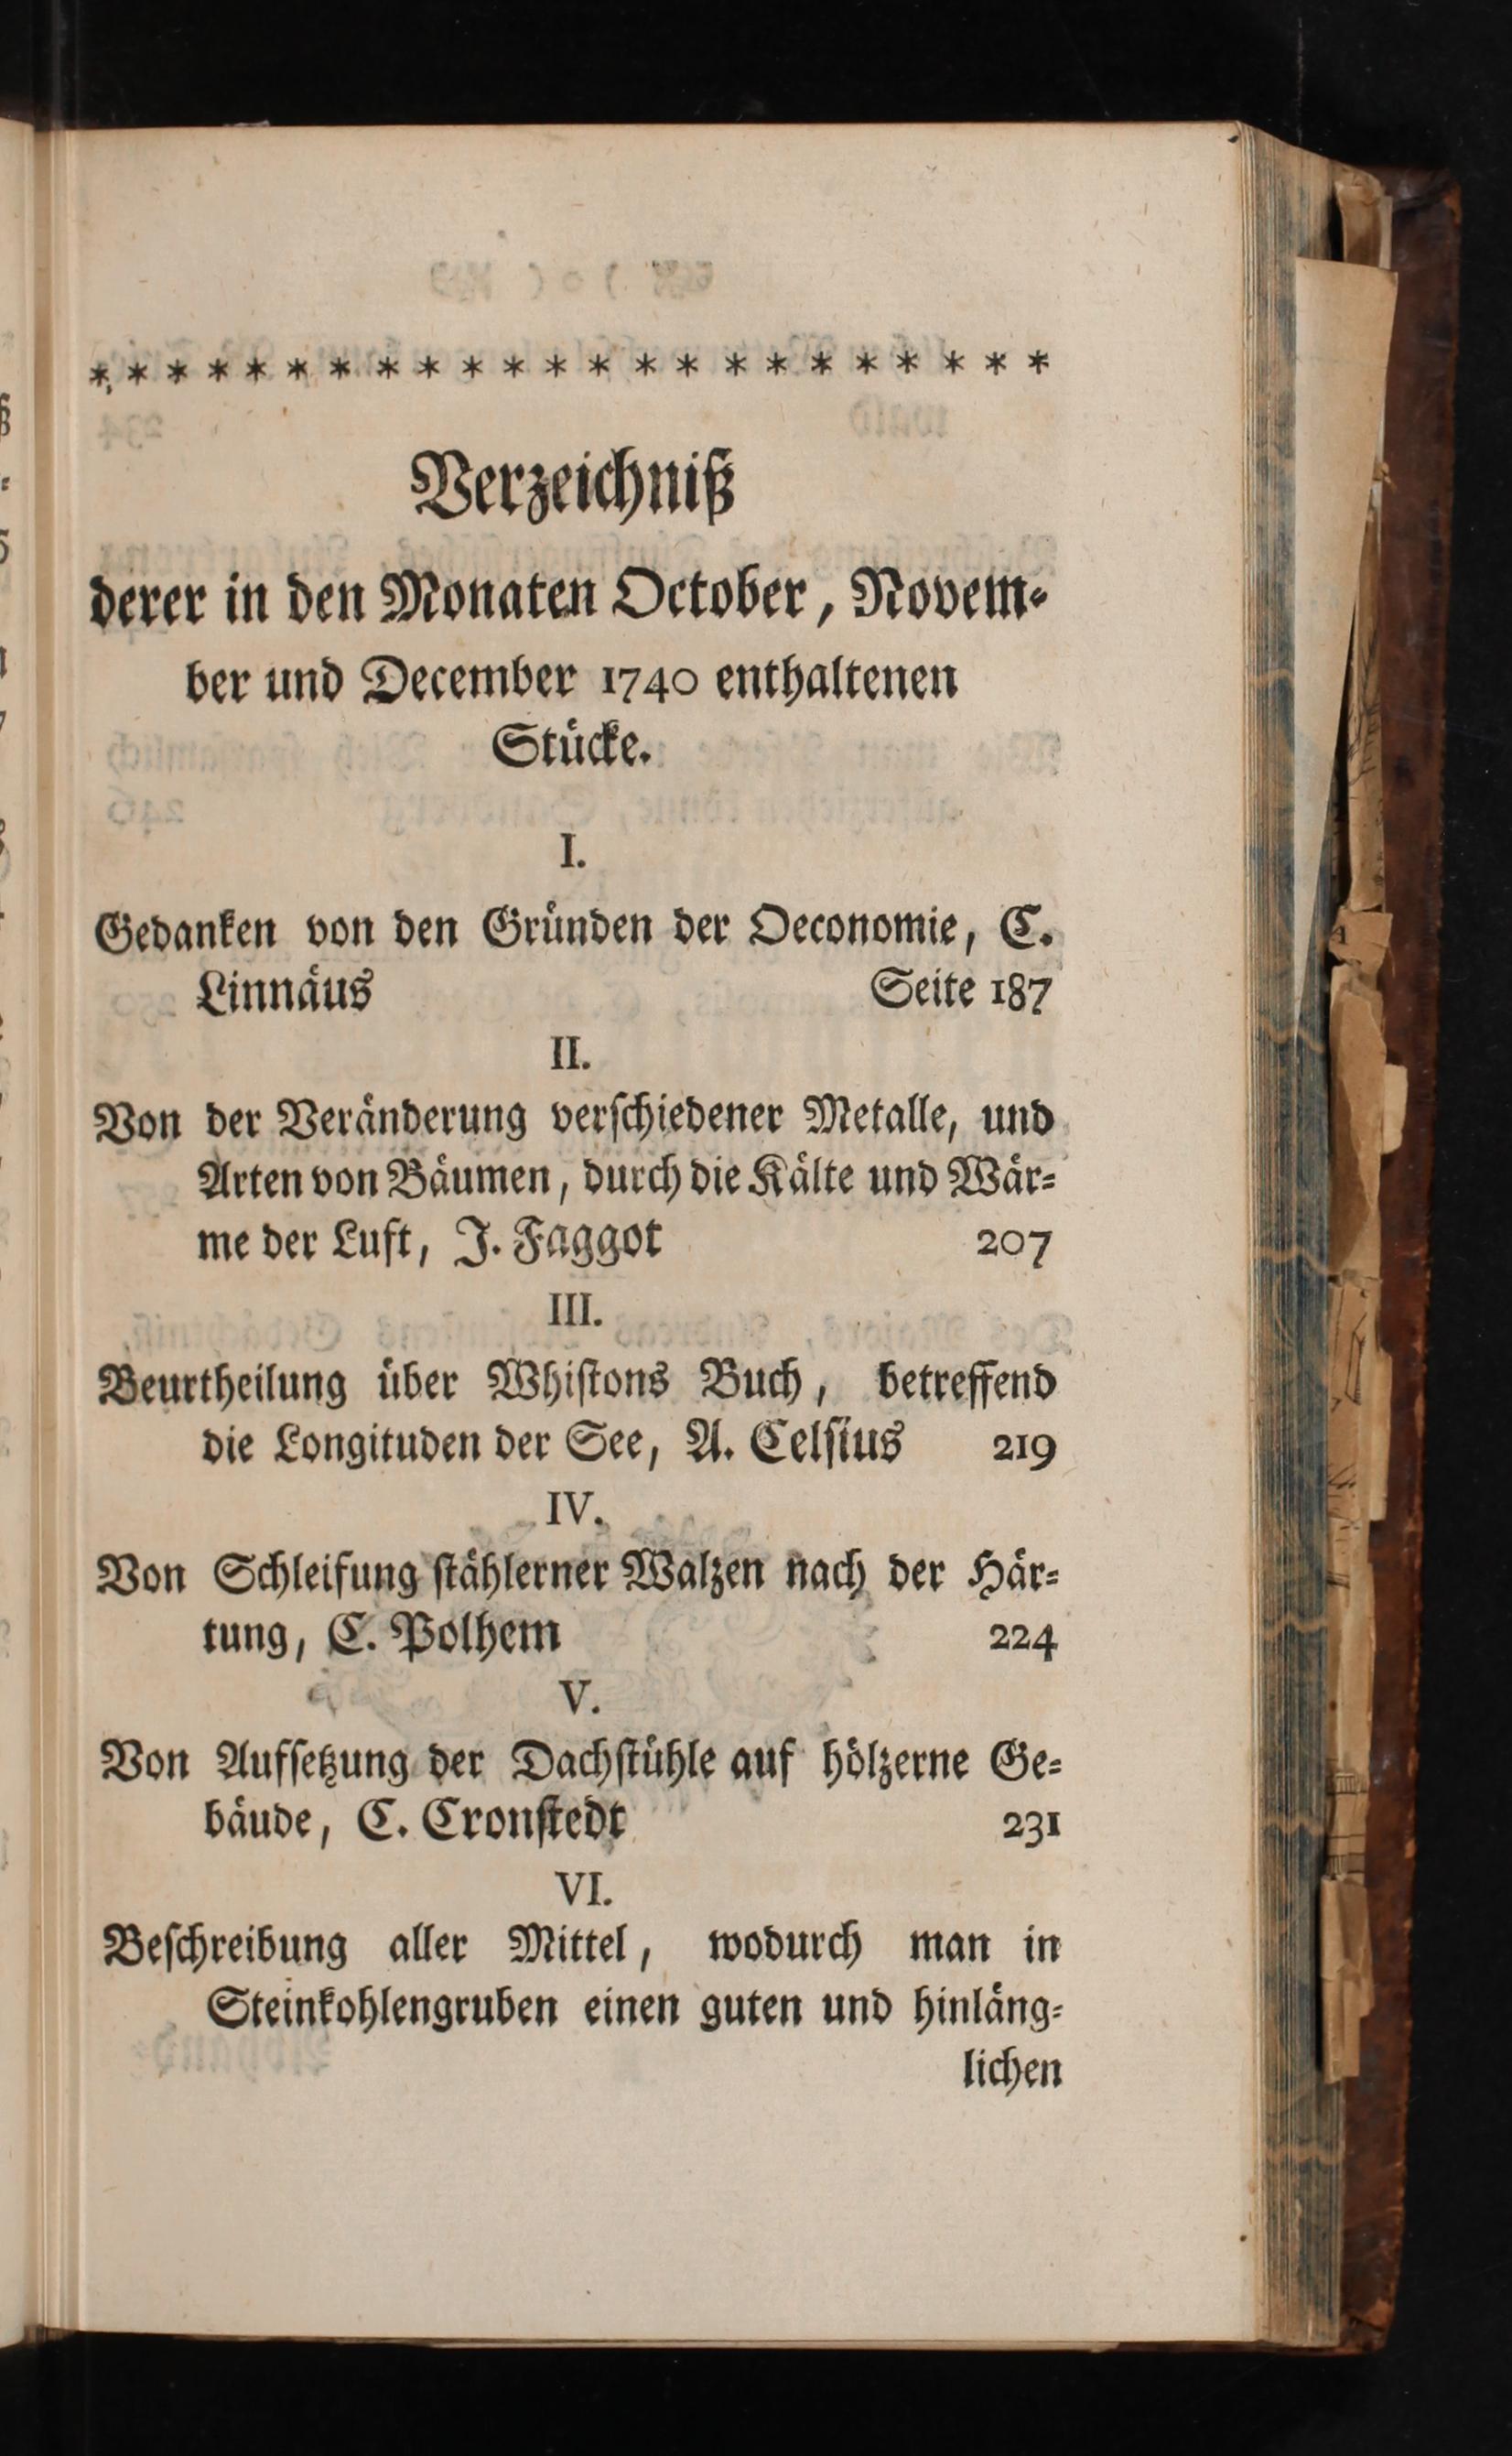 * * * * * * * * * * * * * * * * * * * * * * *
Verzeichniß
derer in den Monaten October, Novem-
ber und December 1740 enthaltenen
Stücke.
I.
Gedanken von den Gründen der Oeconomie, C.
Linnäus Seite 187
II.
Von der Veränderung verſchiedener Metalle, und
Arten von Bäumen, durch die Kälte und Wär-
me der Luft, J. Faggot 207
III.
Beurtheilung über Whiſtons Buch, betreffend
die Longituden der See, A. Celſius 219
IV.
Von Schleifung ſtählerner Walzen nach der Här-
tung, C. Polhem 224
V.
Von Aufſetzung der Dachſtühle auf hölzerne Ge-
bäude, C. Cronſtedt 231
VI.
Beſchreibung aller Mittel, wodurch man in
Steinkohlengruben einen guten und hinläng-
lichen